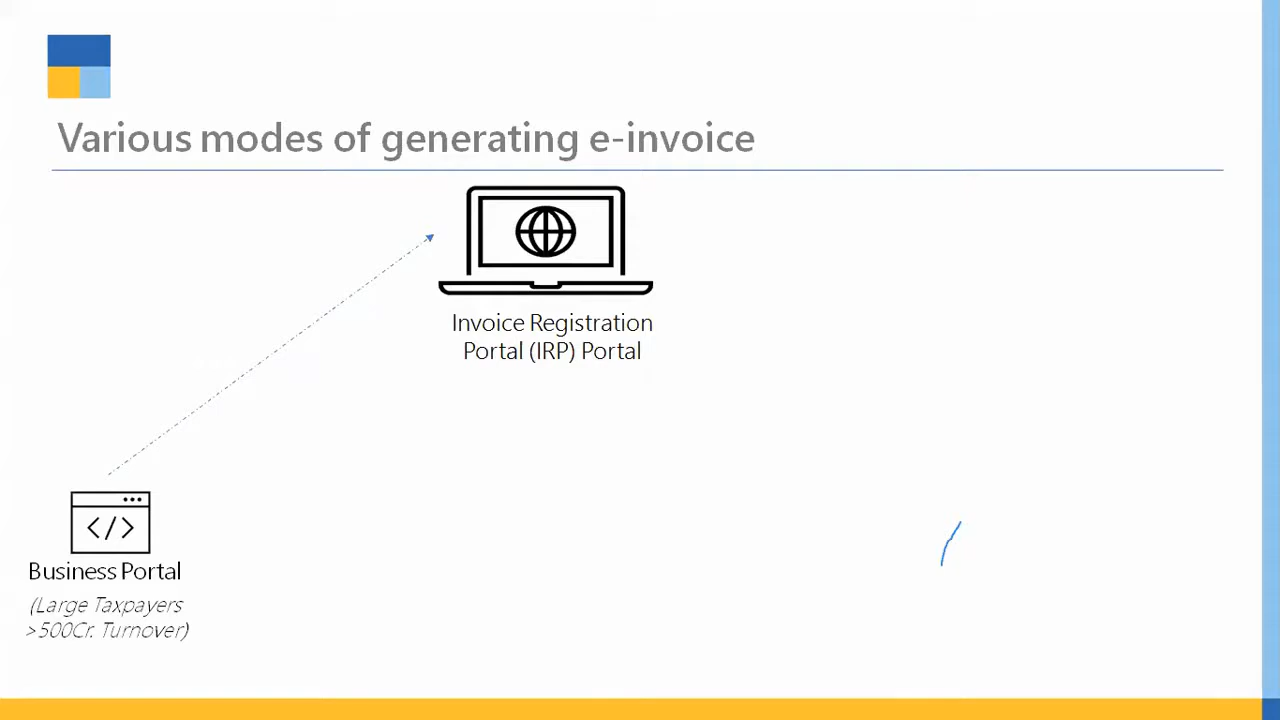 Various modes of generating e-invoice
Invoice Registration
Portal (IRP) Portal
</>
Business Portal
(Large Taxpayers
>500Cr. Turnover)